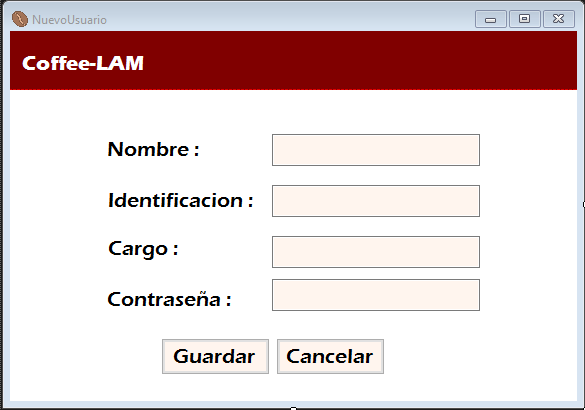 NuevoUsuario
Coffee-LAM
Nombre :
Identificacion :
Cargo :
Contraseña :
Guardar Cancelar